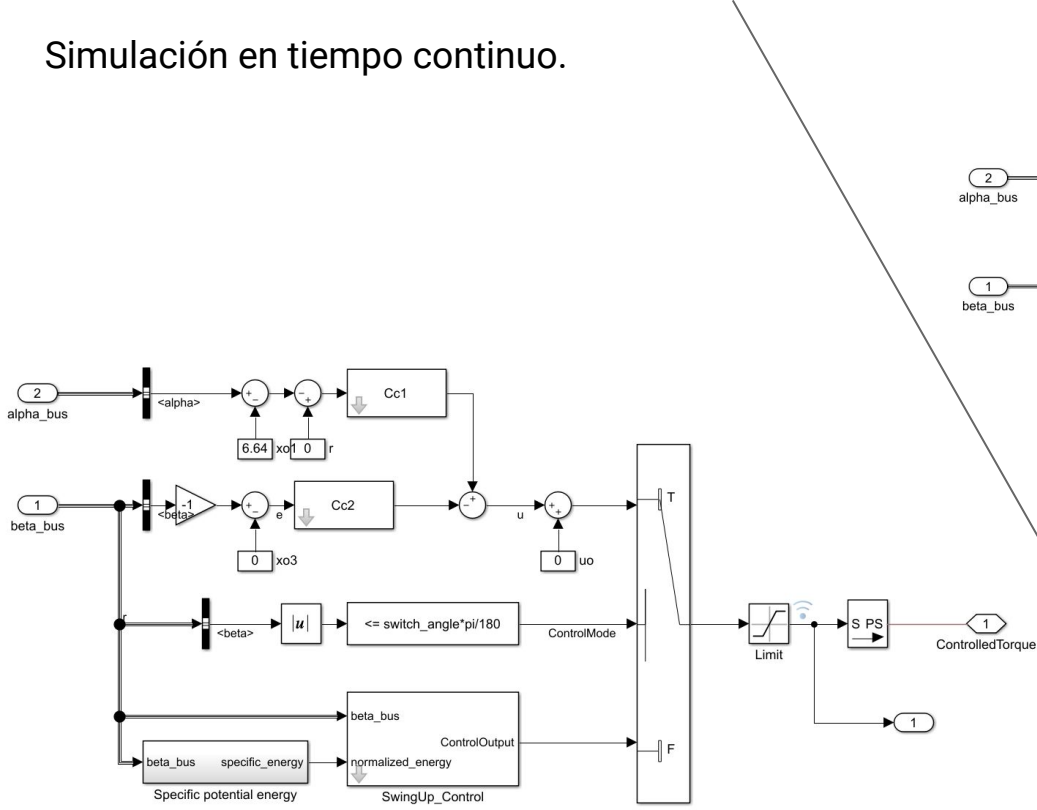 Simulación en tiempo continuo.
2
alpha_bus
1
beta_bus
2
alpha_bus
<alpha>
+
−
−
+
Cc1
6.64
xo1
0
r
1
beta_bus
<beta>
-1
+
−
e
Cc2
−
+
u
+
+
T
0
xo3
0
uo
r
<beta>
|u|
<= switch_angle*pi/180
ControlMode
Limit
S PS
1
ControlledTorque
beta_bus
ControlOutput
normalized_energy
SwingUp_Control
F
1
beta_bus
specific_energy
Specific potential energy